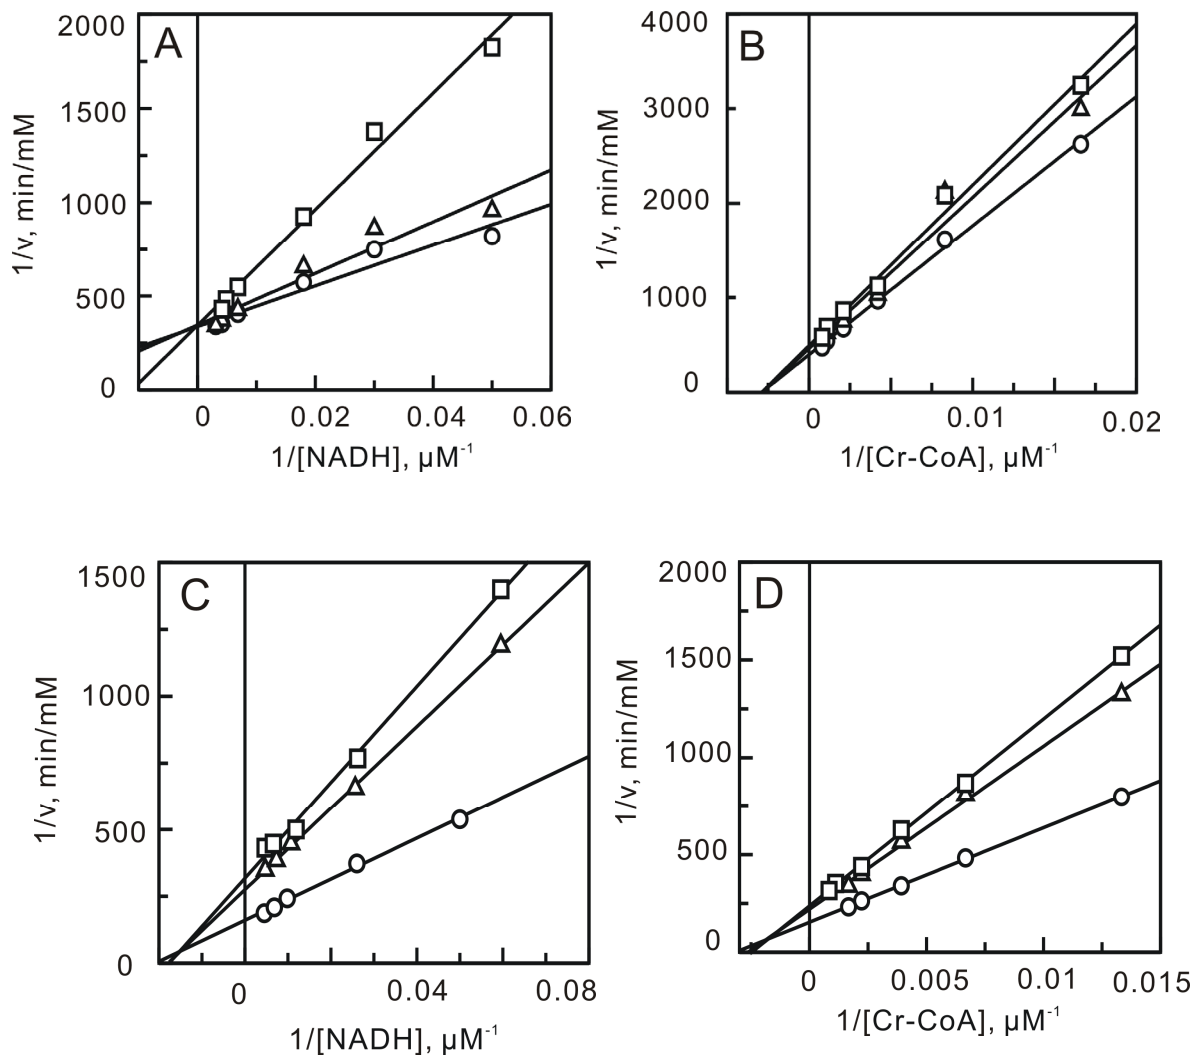 A
2000
1500
1000
500
0
1/v, min/mM
0 0.02 0.04 0.06
1/[NADH], µM⁻¹
B
4000
3000
2000
1000
0
1/v, min/mM
0 0.01 0.02
1/[Cr-CoA], µM⁻¹
C
1500
1000
500
0
1/v, min/mM
0 0.04 0.08
1/[NADH], µM⁻¹
D
2000
1500
1000
500
0
1/v, min/mM
0 0.005 0.01 0.015
1/[Cr-CoA], µM⁻¹